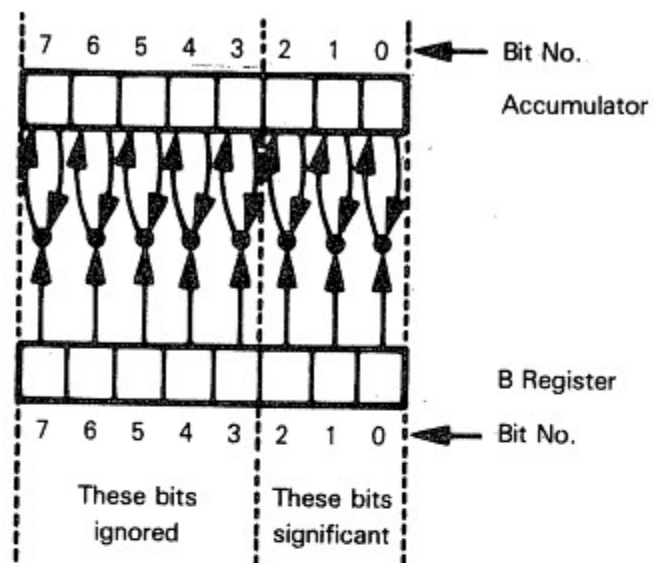 7 6 5 4 3 2 1 0 Bit No.
Accumulator
B Register
7 6 5 4 3 2 1 0 Bit No.
These bits
ignored
These bits
significant